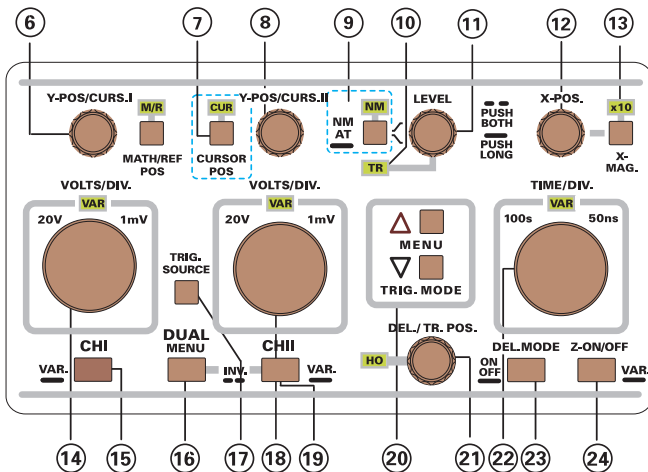 6 7 8 9 10 11 12 13
Y-POS/CURS.I
M/R
CUR
Y-POS/CURS.II
NM
LEVEL
X-POS.
x10
NM
AT
PUSH
BOTH
PUSH
LONG
MATH/REF
POS
CURSOR
POS
TR
X-
MAG.
VOLTS/DIV.
VAR
20V 1mV
VOLTS/DIV.
VAR
20V 1mV
TIME/DIV.
VAR
100s 50ns
TRIG.
SOURCE
MENU
TRIG. MODE
DEL./ TR. POS.
HO
CHI
VAR.
DUAL
MENU
INV.
CHII
VAR.
ON
OFF
DEL.MODE
Z-ON/OFF
VAR.
14 15 16 17 18 19 20 21 22 23 24